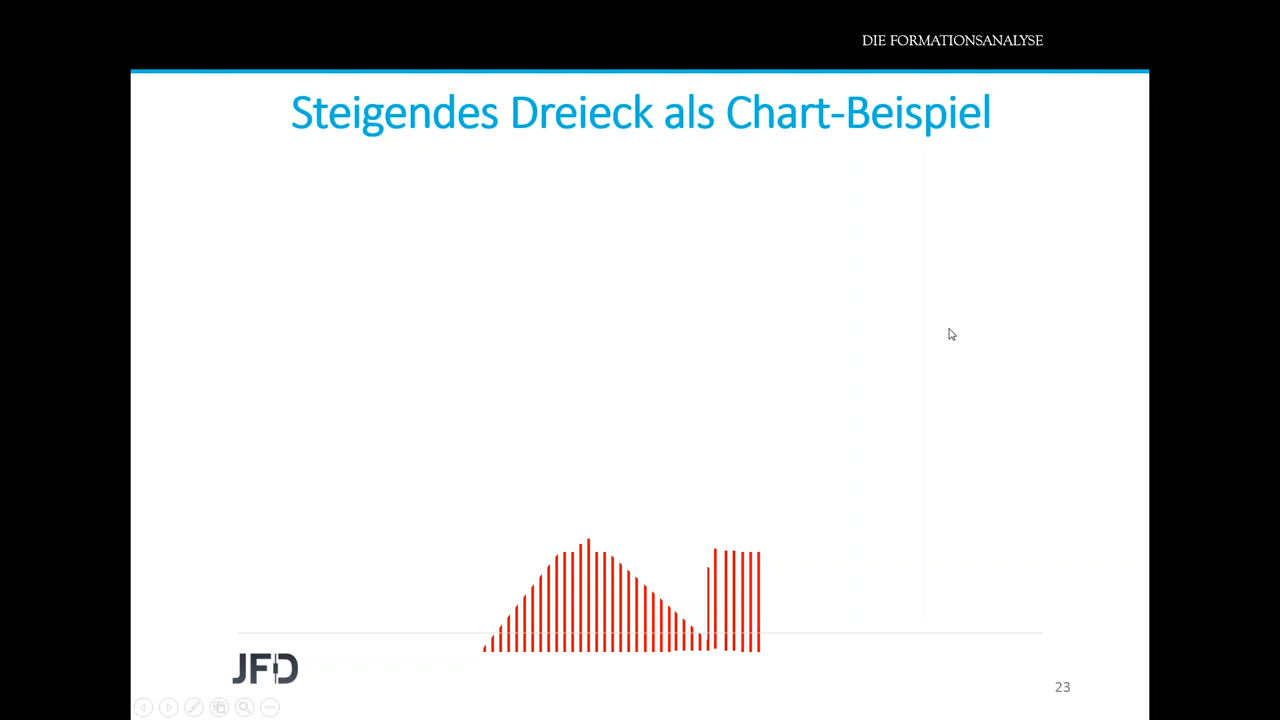 DIE FORMATIONSANALYSE
Steigendes Dreieck als Chart-Beispiel
JFD
23